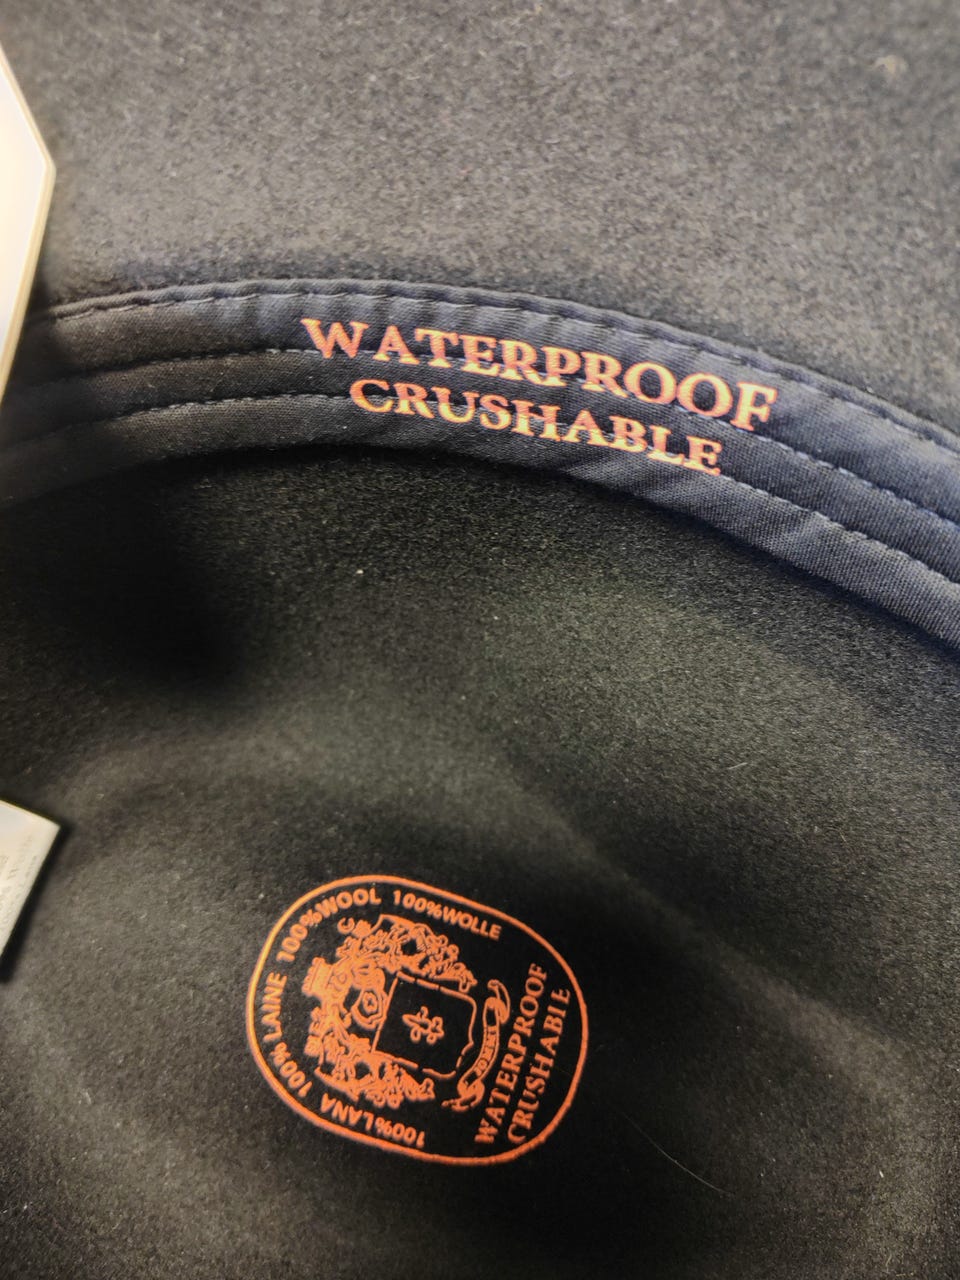 WATERPROOF
CRUSHABLE
100%LANA 100% LAINE 100%WOOL 100%WOLLE
WATERPROOF
CRUSHABLE